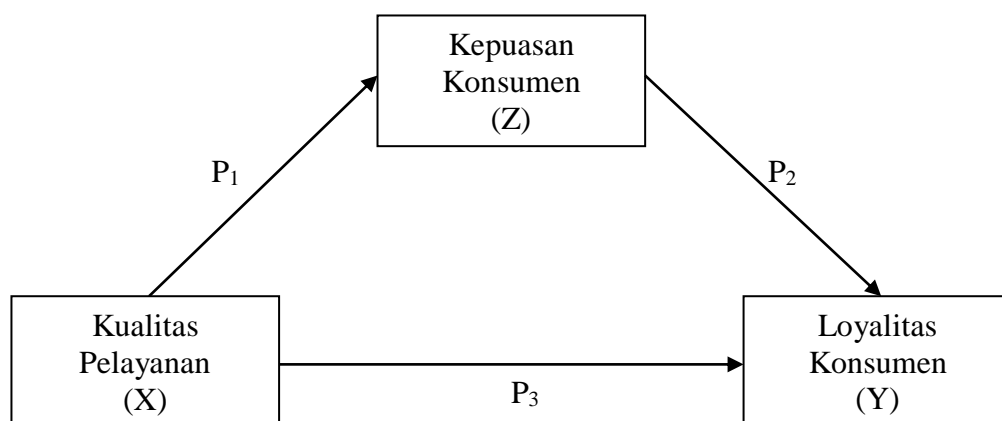 Kepuasan
Konsumen
(Z)
P₁
P₂
Kualitas
Pelayanan
(X)
P₃
Loyalitas
Konsumen
(Y)